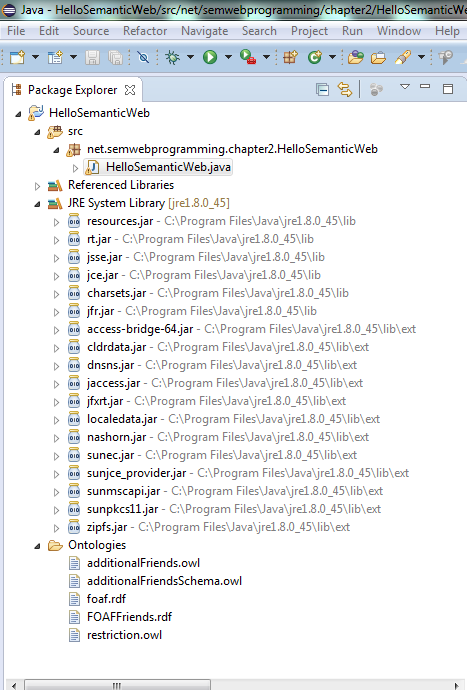 Java - HelloSemanticWeb/src/net/semwebprogramming/chapter2/HelloSemanticWe
File Edit Source Refactor Navigate Search Project Run Window Help
Package Explorer
HelloSemanticWeb
src
net.semwebprogramming.chapter2.HelloSemanticWeb
HelloSemanticWeb.java
Referenced Libraries
JRE System Library [jre1.8.0_45]
resources.jar - C:\Program Files\Java\jre1.8.0_45\lib
rt.jar - C:\Program Files\Java\jre1.8.0_45\lib
jsse.jar - C:\Program Files\Java\jre1.8.0_45\lib
jce.jar - C:\Program Files\Java\jre1.8.0_45\lib
charsets.jar - C:\Program Files\Java\jre1.8.0_45\lib
jfr.jar - C:\Program Files\Java\jre1.8.0_45\lib
access-bridge-64.jar - C:\Program Files\Java\jre1.8.0_45\lib\ext
cldrdata.jar - C:\Program Files\Java\jre1.8.0_45\lib\ext
dnsns.jar - C:\Program Files\Java\jre1.8.0_45\lib\ext
jaccess.jar - C:\Program Files\Java\jre1.8.0_45\lib\ext
jfxrt.jar - C:\Program Files\Java\jre1.8.0_45\lib\ext
localedata.jar - C:\Program Files\Java\jre1.8.0_45\lib\ext
nashorn.jar - C:\Program Files\Java\jre1.8.0_45\lib\ext
sunec.jar - C:\Program Files\Java\jre1.8.0_45\lib\ext
sunjce_provider.jar - C:\Program Files\Java\jre1.8.0_45\lib\ext
sunmscapi.jar - C:\Program Files\Java\jre1.8.0_45\lib\ext
sunpkcs11.jar - C:\Program Files\Java\jre1.8.0_45\lib\ext
zipfs.jar - C:\Program Files\Java\jre1.8.0_45\lib\ext
Ontologies
additionalFriends.owl
additionalFriendsSchema.owl
foaf.rdf
FOAFFriends.rdf
restriction.owl